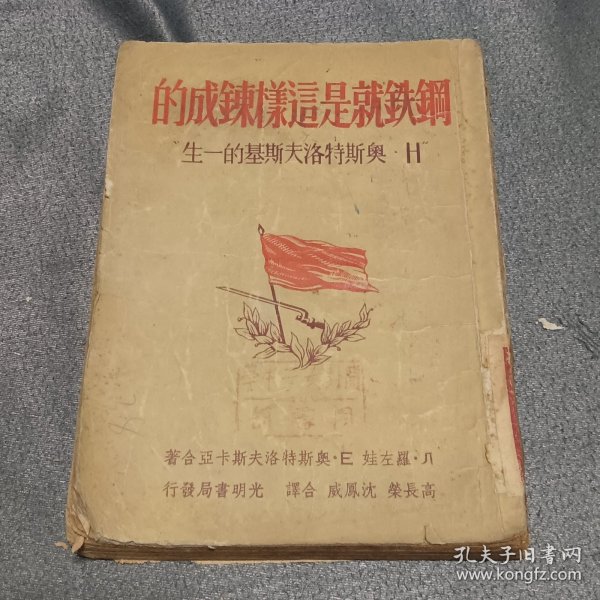 鋼鉄就是這樣鍊成的
"H·奧斯特洛夫斯基的一生"
Л·羅左娃 E·奧斯特洛夫斯卡亞合著
高長榮 沈鳳威 合譯 光明書局發行
孔夫子旧书网
www.kongfz.com